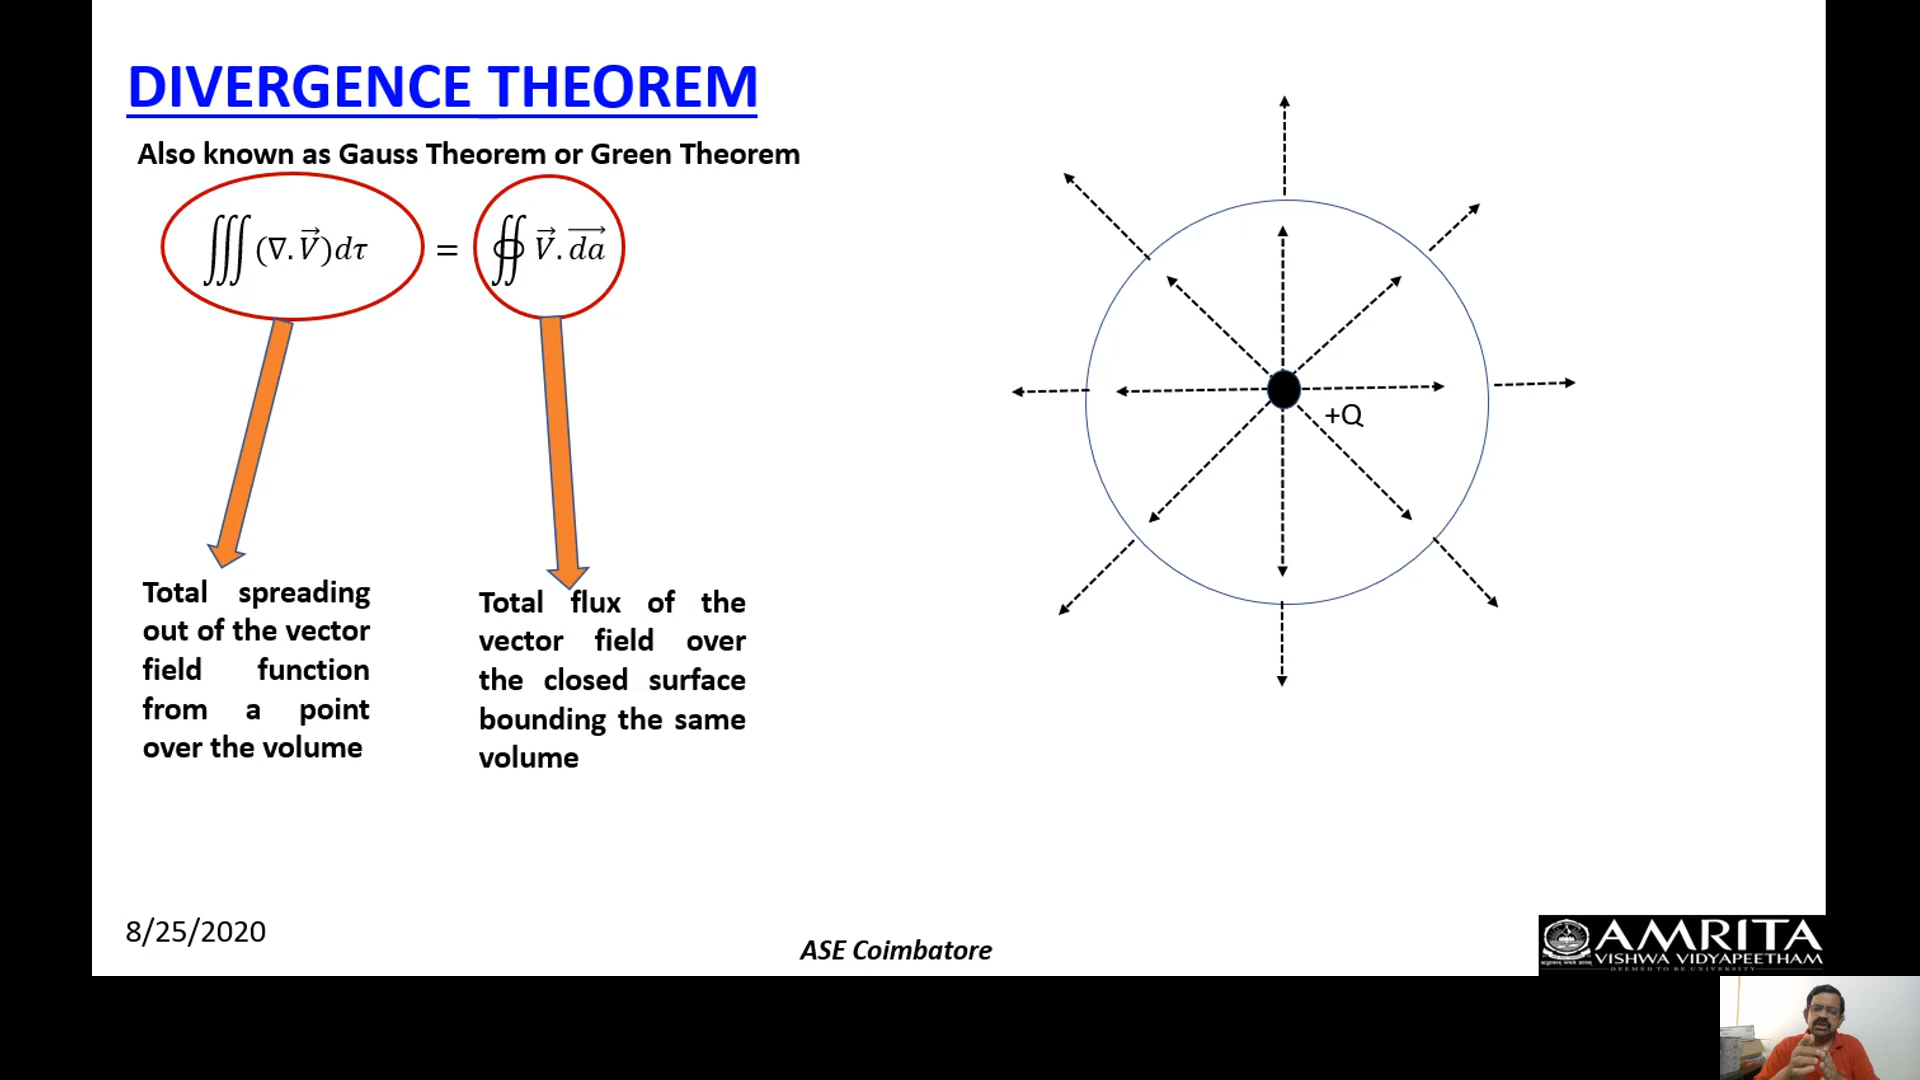 DIVERGENCE THEOREM
Also known as Gauss Theorem or Green Theorem
∭(∇.V⃗)dτ = ∯ V⃗.da⃗
Total spreading
out of the vector
field function
from a point
over the volume
Total flux of the
vector field over
the closed surface
bounding the same
volume
+Q
8/25/2020
ASE Coimbatore
AMRITA
VISHWA VIDYAPEETHAM
DEEMED TO BE UNIVERSITY